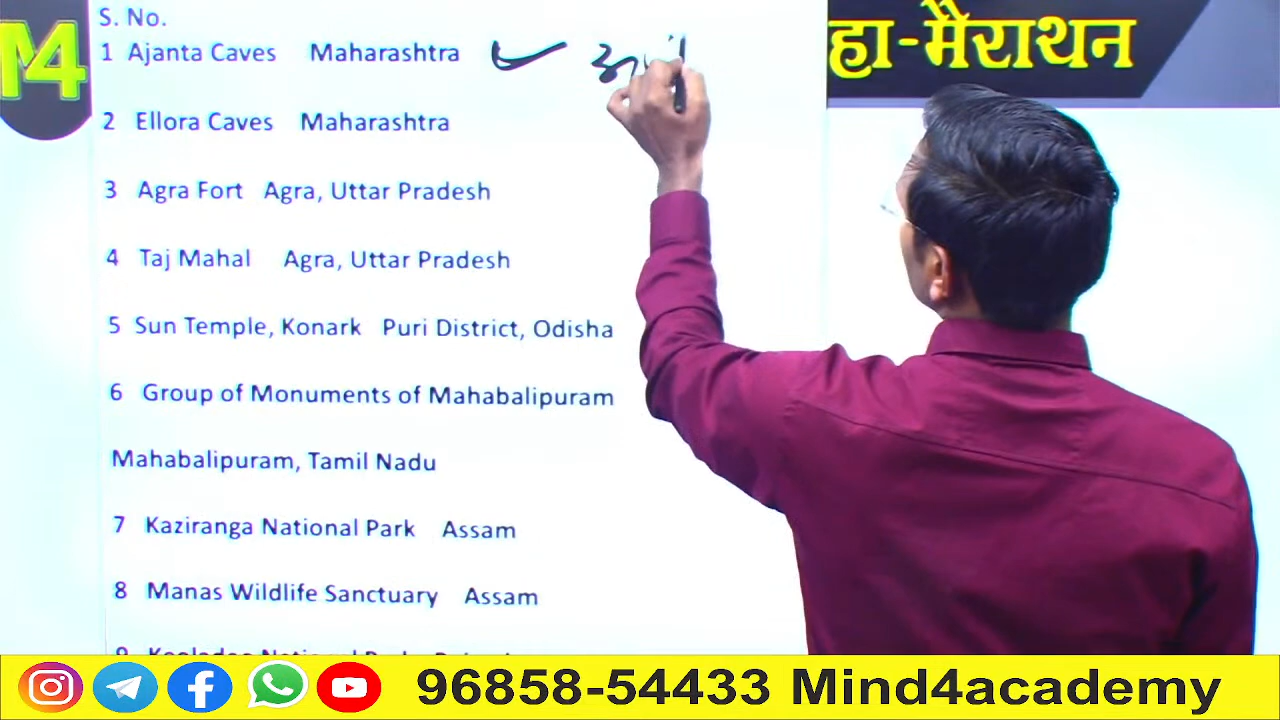 M4
S. No.
1 Ajanta Caves Maharashtra
हा-मैराथन
2 Ellora Caves Maharashtra
3 Agra Fort Agra, Uttar Pradesh
4 Taj Mahal Agra, Uttar Pradesh
5 Sun Temple, Konark Puri District, Odisha
6 Group of Monuments of Mahabalipuram
Mahabalipuram, Tamil Nadu
7 Kaziranga National Park Assam
8 Manas Wildlife Sanctuary Assam
96858-54433 Mind4academy